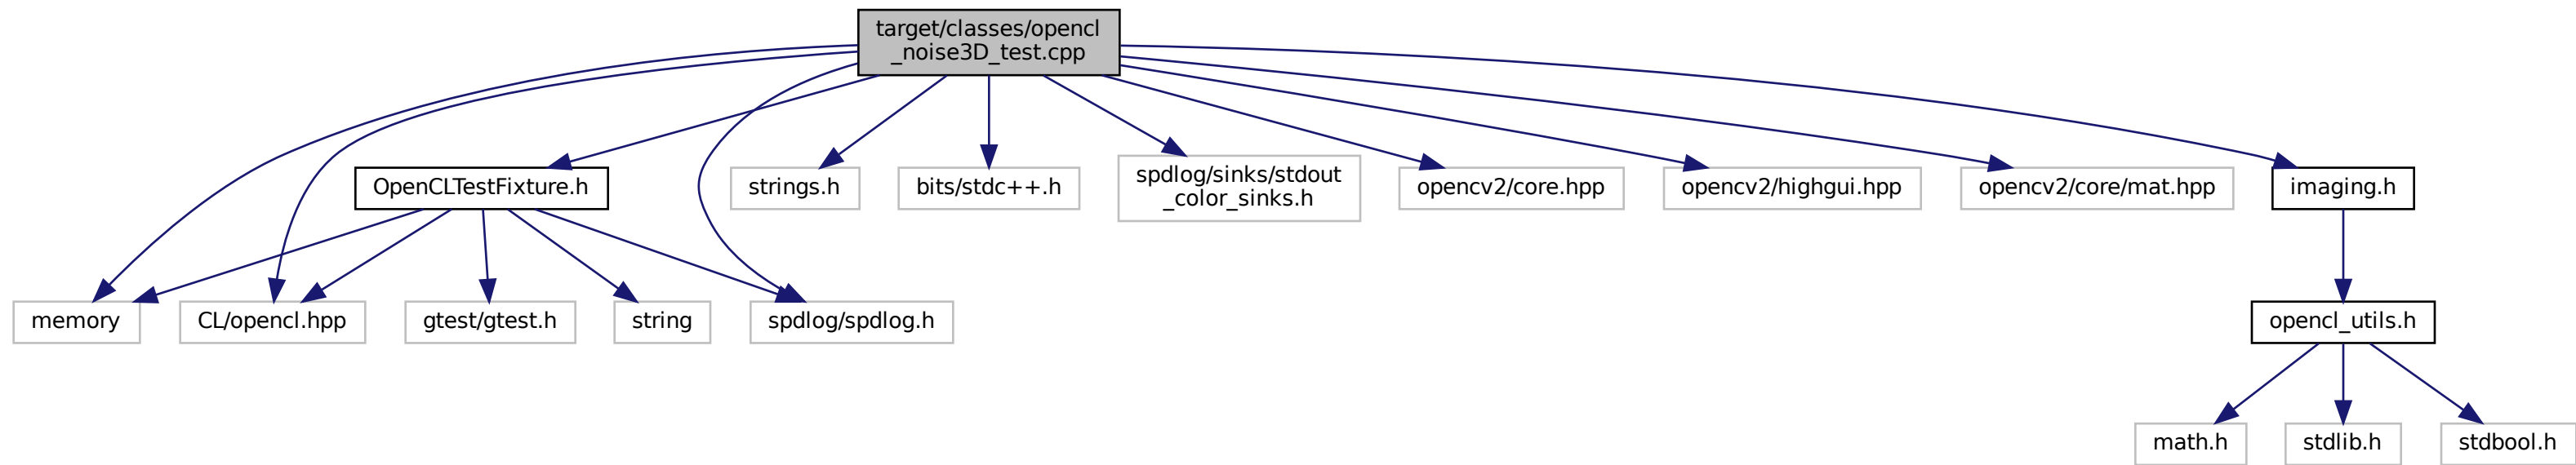 target/classes/opencl
_noise3D_test.cpp
OpenCLTestFixture.h
strings.h
bits/stdc++.h
spdlog/sinks/stdout
_color_sinks.h
opencv2/core.hpp
opencv2/highgui.hpp
opencv2/core/mat.hpp
imaging.h
memory
CL/opencl.hpp
gtest/gtest.h
string
spdlog/spdlog.h
opencl_utils.h
math.h
stdlib.h
stdbool.h